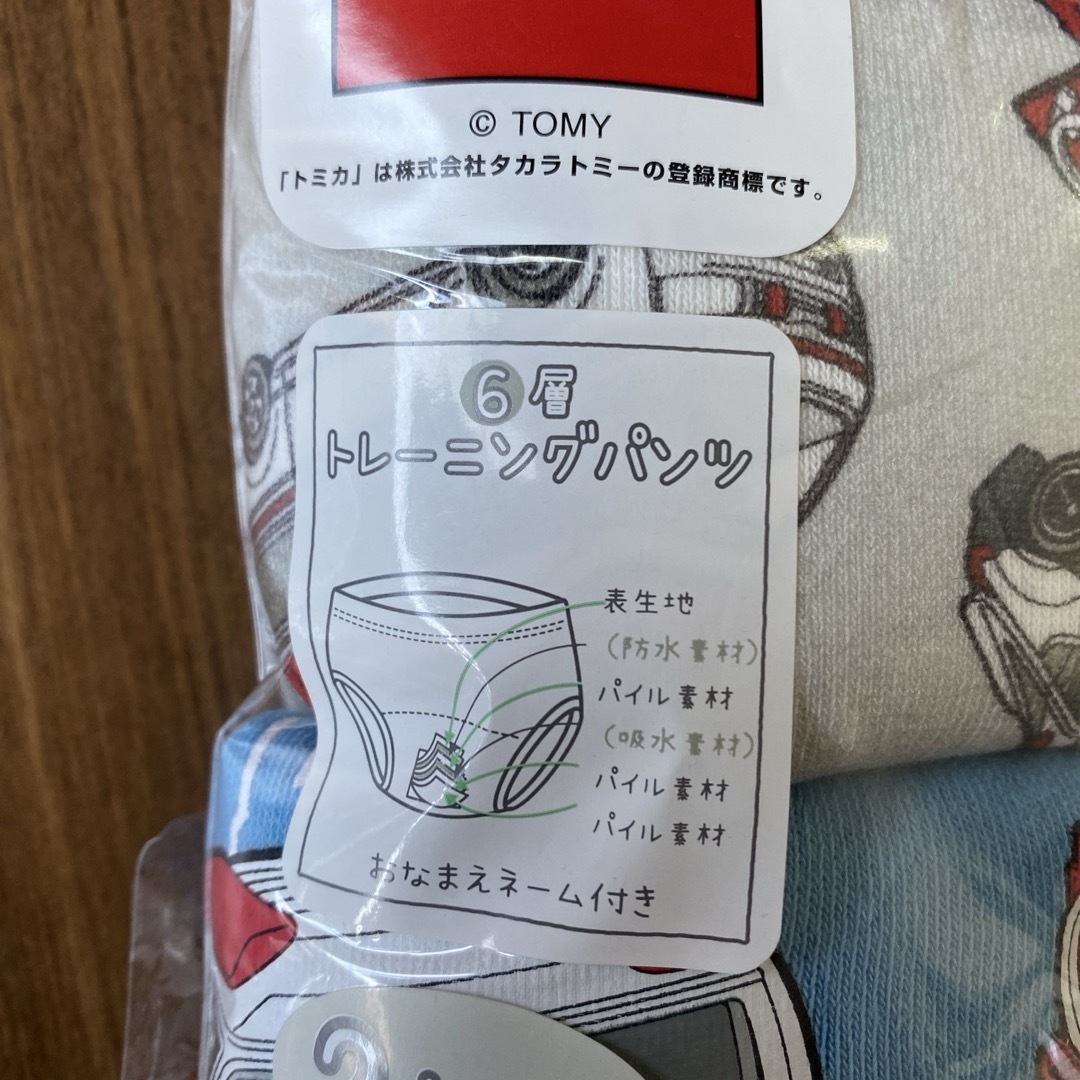 © TOMY
「トミカ」は株式会社タカラトミーの登録商標です。
6層
トレーニングパンツ
表生地
(防水素材)
パイル素材
(吸水素材)
パイル素材
パイル素材
おなまえネーム付き
2